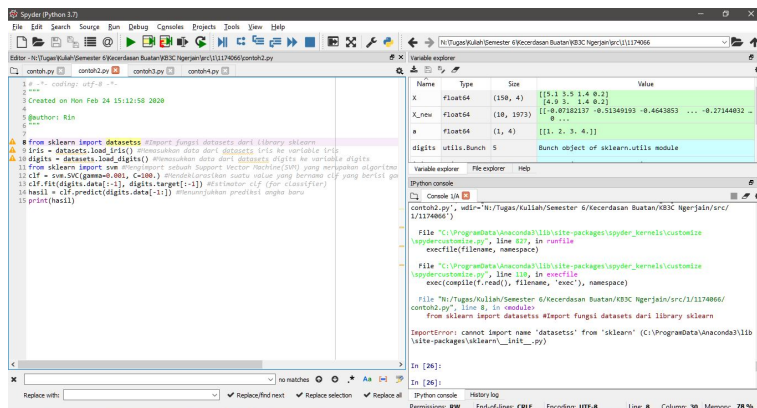 Spyder (Python 3.7)
File Edit Search Source Run Debug Consoles Projects Tools View Help
N:\Tugas\Kuliah\Semester 6\Kecerdasan Buatan\KB3C Ngerjain\src\1\1174066
Editor - N:\Tugas\Kuliah\Semester 6\Kecerdasan Buatan\KB3C Ngerjain\src\1\1174066\contoh2.py
contoh.py contoh2.py contoh3.py contoh4.py
1 # -*- coding: utf-8 -*-
2 """
3 Created on Mon Feb 24 15:12:58 2020
4
5 @author: Rin
6 """
7
8 from sklearn import datasetss #Import fungsi datasets dari library sklearn
9 iris = datasets.load_iris() #Memasukkan data dari datasets iris ke variable iris
10 digits = datasets.load_digits() #Memasukkan data dari datasets digits ke variable digits
11 from sklearn import svm #Mengimport sebuah Support Vector Machine(SVM) yang merupakan algoritma
12 clf = svm.SVC(gamma=0.001, C=100.) #Mendeklarasikan suatu value yang bernama clf yang berisi ga
13 clf.fit(digits.data[:-1], digits.target[:-1]) #Estimator clf (for classifier)
14 hasil = clf.predict(digits.data[-1:]) #Menunjukkan prediksi angka baru
15 print(hasil)
no matches Aa
Replace with: Replace/find next Replace selection Replace all
Variable explorer
Name Type Size Value
X float64 (150, 4) [[5.1 3.5 1.4 0.2]
[4.9 3. 1.4 0.2]
X_new float64 (10, 1973) [[-0.07182137 -0.51349193 -0.4643853 ... -0.27144032 ...
0 ...
a float64 (1, 4) [[1. 2. 3. 4.]]
digits utils.Bunch 5 Bunch object of sklearn.utils module
Variable explorer File explorer Help
IPython console
Console 1/A
contoh2.py', wdir='N:/Tugas/Kuliah/Semester 6/Kecerdasan Buatan/KB3C Ngerjain/src/
1/1174066')
File "C:\ProgramData\Anaconda3\lib\site-packages\spyder_kernels\customize
\spydercustomize.py", line 827, in runfile
execfile(filename, namespace)
File "C:\ProgramData\Anaconda3\lib\site-packages\spyder_kernels\customize
\spydercustomize.py", line 110, in execfile
exec(compile(f.read(), filename, 'exec'), namespace)
File "N:/Tugas/Kuliah/Semester 6/Kecerdasan Buatan/KB3C Ngerjain/src/1/1174066/
contoh2.py", line 8, in <module>
from sklearn import datasetss #Import fungsi datasets dari library sklearn
ImportError: cannot import name 'datasetss' from 'sklearn' (C:\ProgramData\Anaconda3\lib
\site-packages\sklearn\__init__.py)
In [26]:
In [26]:
IPython console History log
Permissions: RW End-of-lines: CRLF Encoding: UTF-8 Line: 8 Column: 30 Memory: 78 %